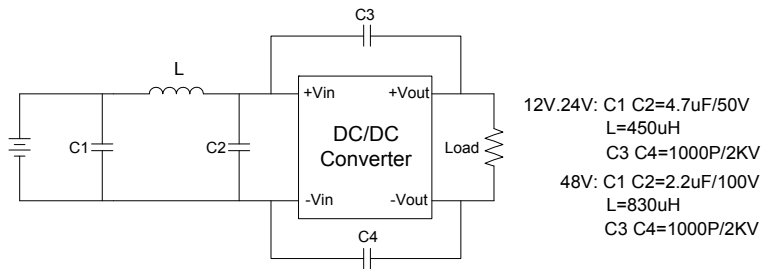 C3
L
+Vin
+Vout
C1
C2
DC/DC
Converter
Load
-Vin
-Vout
C4
12V.24V: C1 C2=4.7uF/50V
L=450uH
C3 C4=1000P/2KV
48V: C1 C2=2.2uF/100V
L=830uH
C3 C4=1000P/2KV